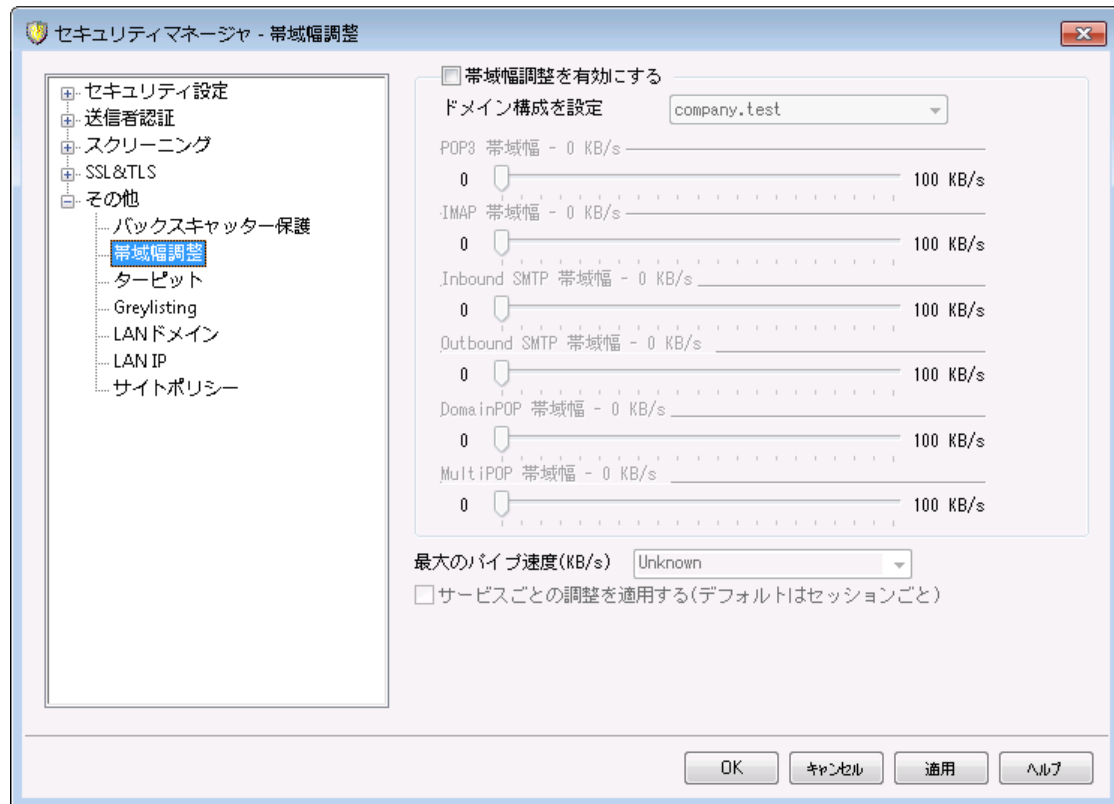 セキュリティマネージャ - 帯域幅調整
セキュリティ設定
送信者認証
スクリーニング
SSL&TLS
その他
バックスキャッター保護
帯域幅調整
ターピット
Greylisting
LANドメイン
LAN IP
サイトポリシー
帯域幅調整を有効にする
ドメイン構成を設定 company.test
POP3 帯域幅 - 0 KB/s
0 100 KB/s
IMAP 帯域幅 - 0 KB/s
0 100 KB/s
Inbound SMTP 帯域幅 - 0 KB/s
0 100 KB/s
Outbound SMTP 帯域幅 - 0 KB/s
0 100 KB/s
DomainPOP 帯域幅 - 0 KB/s
0 100 KB/s
MultiPOP 帯域幅 - 0 KB/s
0 100 KB/s
最大のパイプ速度(KB/s) Unknown
サービスごとの調整を適用する(デフォルトはセッションごと)
OK キャンセル 適用 ヘルプ